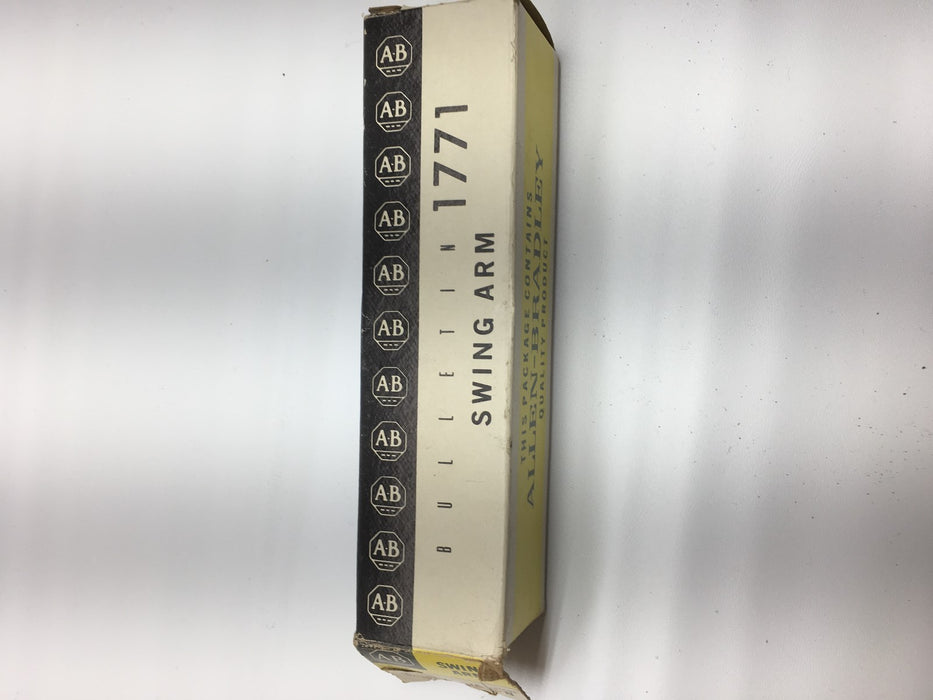 A-B
A-B
A-B
A-B
A-B
A-B
A-B
A-B
A-B
A-B
A-B
BULLETIN 1771
SWING ARM
THIS PACKAGE CONTAINS
ALLEN-BRADLEY
QUALITY PRODUCT
A-B